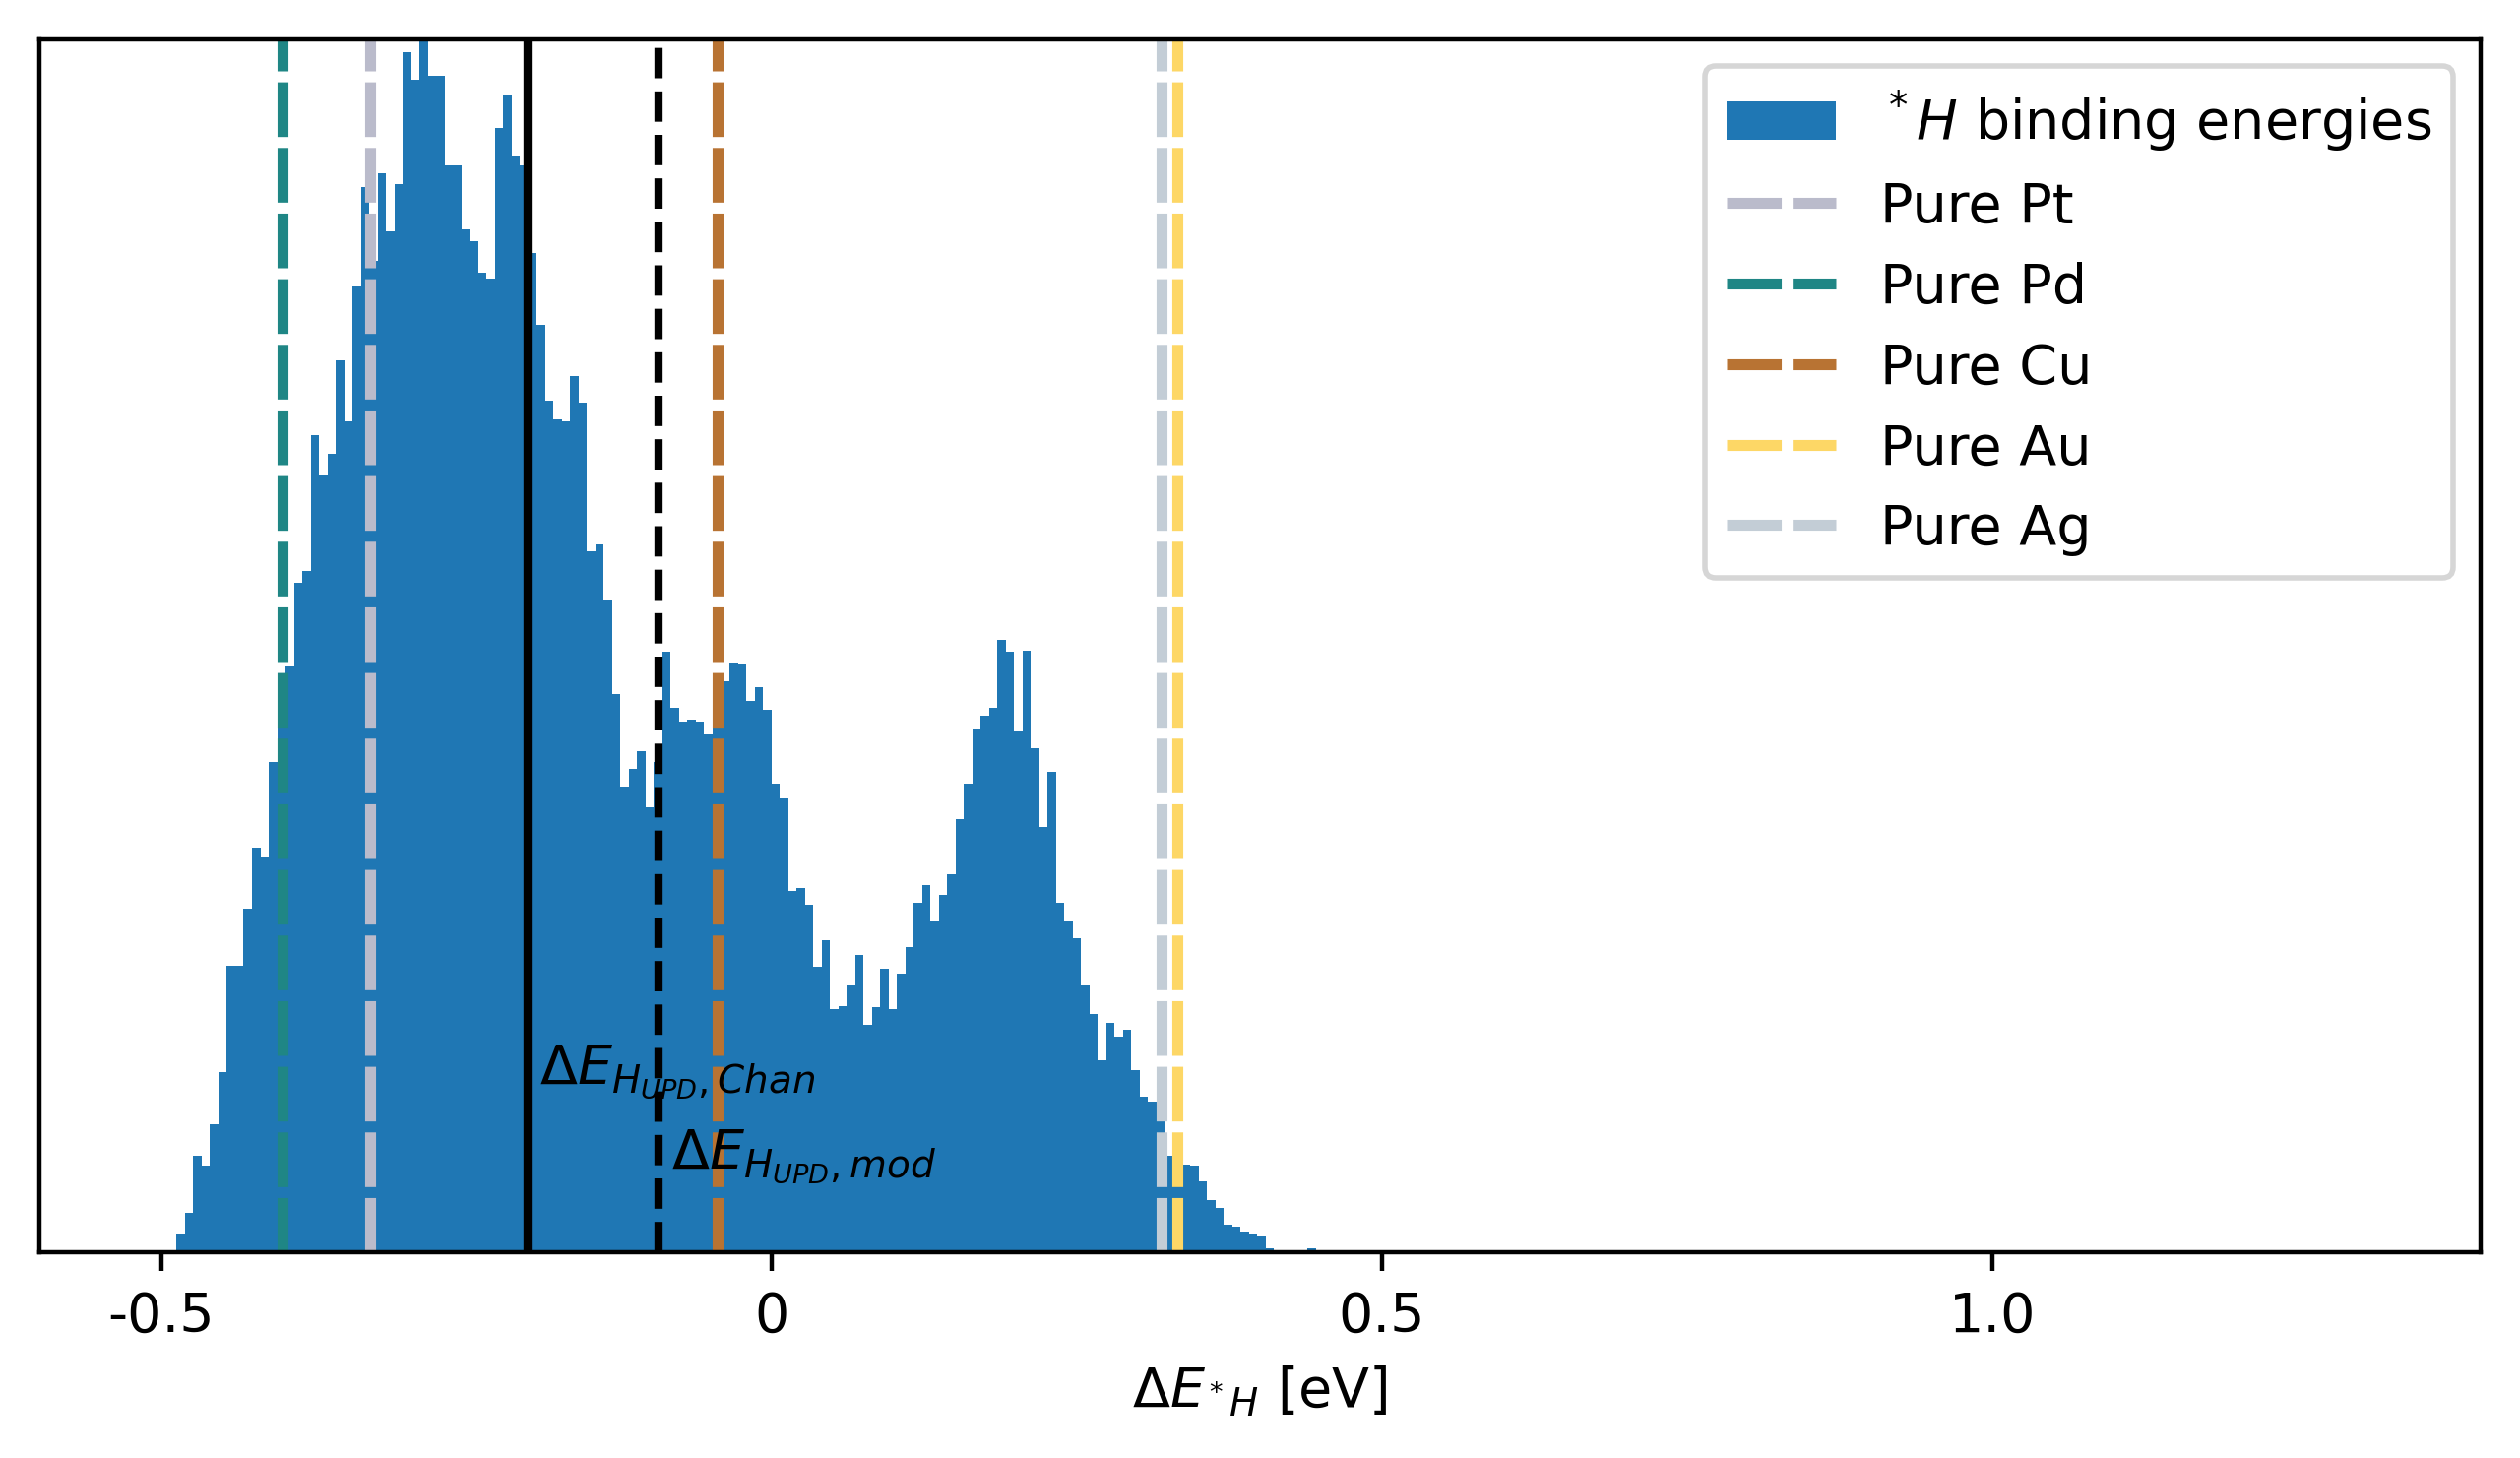 *H binding energies
Pure Pt
Pure Pd
Pure Cu
Pure Au
Pure Ag
ΔE_{H_{UPD}, Chan}
ΔE_{H_{UPD}, mod}
-0.5 0 0.5 1.0
ΔE_{*H} [eV]